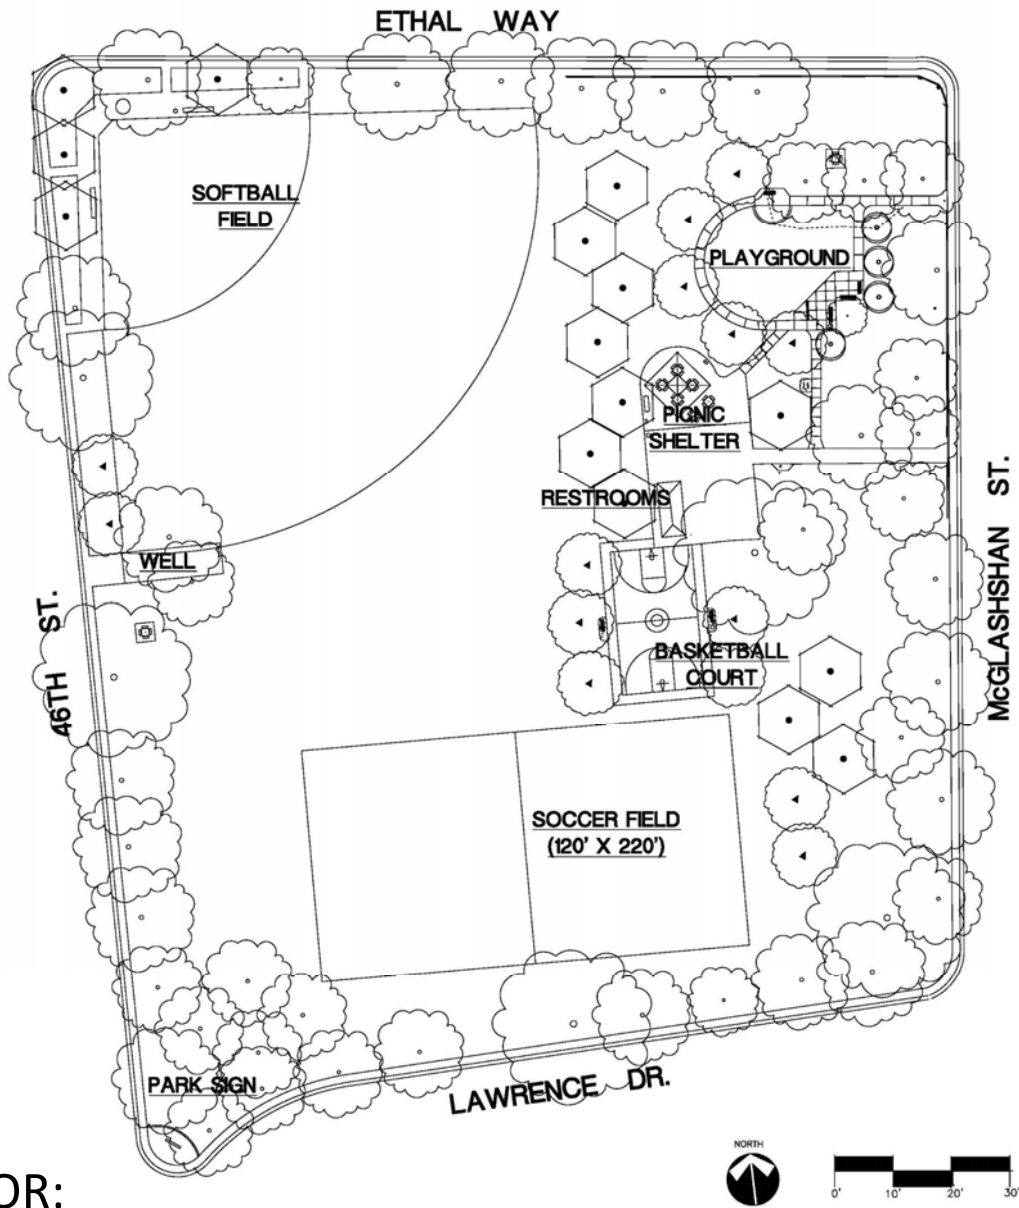 ETHAL WAY
SOFTBALL
FIELD
PLAYGROUND
PICNIC
SHELTER
RESTROOMS
WELL
46TH ST.
McGLASHSHAN ST.
BASKETBALL
COURT
SOCCER FIELD
(120' X 220')
PARK SIGN
LAWRENCE DR.
NORTH
0' 10' 20' 30'
OR: